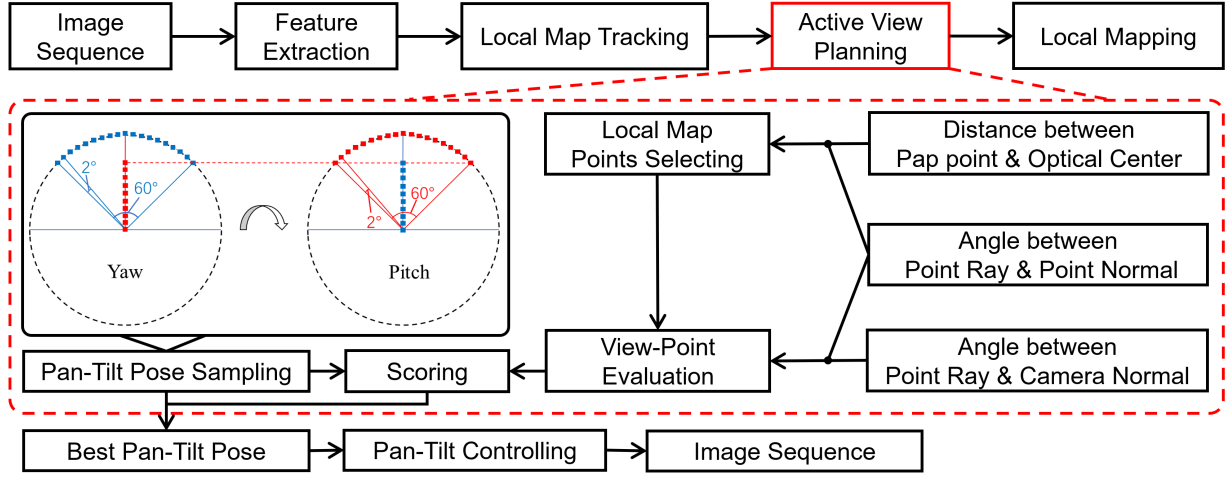 Image
Sequence
Feature
Extraction
Local Map Tracking
Active View
Planning
Local Mapping
2°
60°
Yaw
2°
60°
Pitch
Local Map
Points Selecting
Distance between
Pap point & Optical Center
Angle between
Point Ray & Point Normal
View-Point
Evaluation
Angle between
Point Ray & Camera Normal
Pan-Tilt Pose Sampling
Scoring
Best Pan-Tilt Pose
Pan-Tilt Controlling
Image Sequence